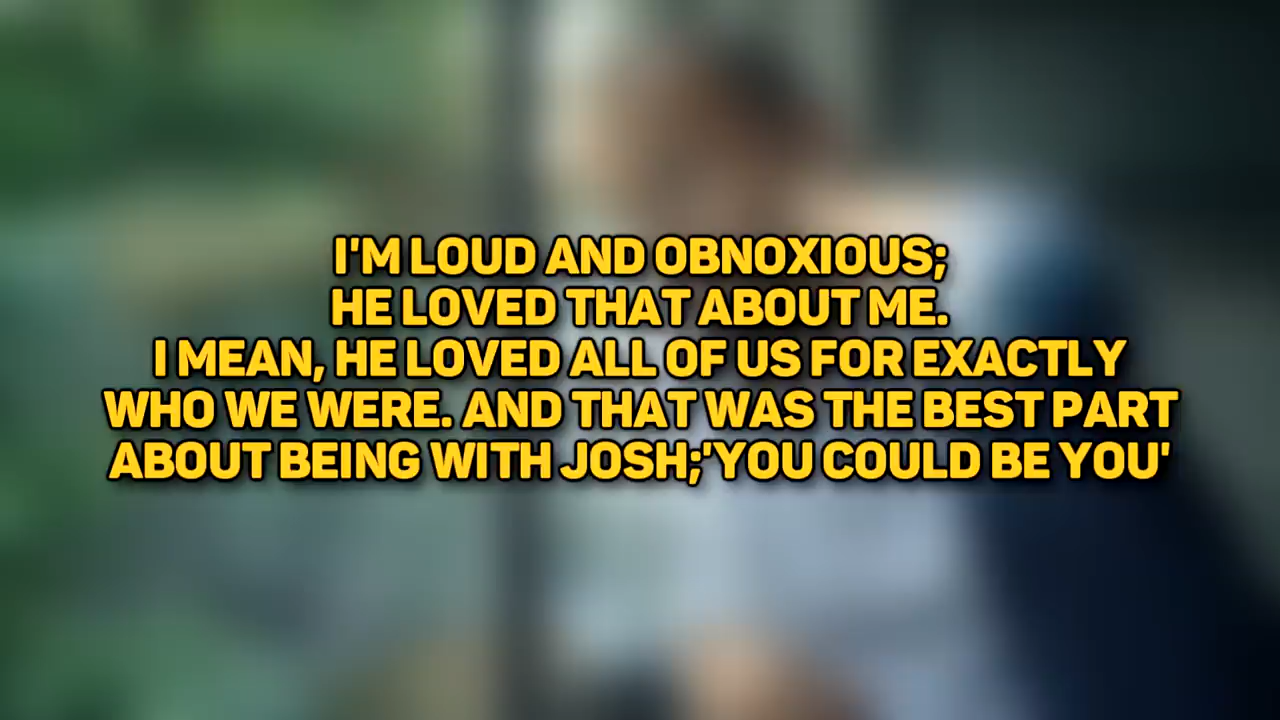 I'M LOUD AND OBNOXIOUS;
HE LOVED THAT ABOUT ME.
I MEAN, HE LOVED ALL OF US FOR EXACTLY
WHO WE WERE. AND THAT WAS THE BEST PART
ABOUT BEING WITH JOSH;'YOU COULD BE YOU'